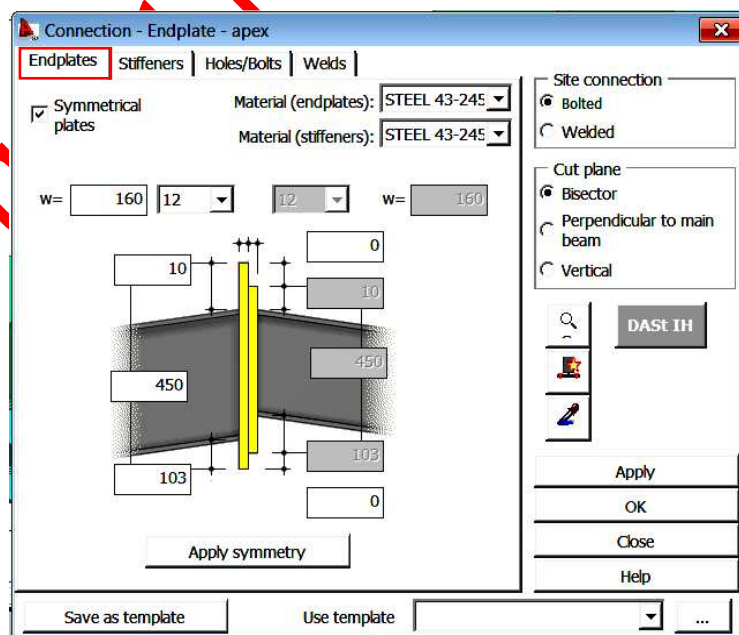 Connection - Endplate - apex
Endplates Stiffeners Holes/Bolts Welds
Symmetrical
plates
Material (endplates): STEEL 43-245
Material (stiffeners): STEEL 43-245
w= 160 12 12 w= 160
0
10
10
450
450
103
103
0
Apply symmetry
Site connection
Bolted
Welded
Cut plane
Bisector
Perpendicular to main
beam
Vertical
DASt IH
Apply
OK
Close
Help
Save as template Use template ...